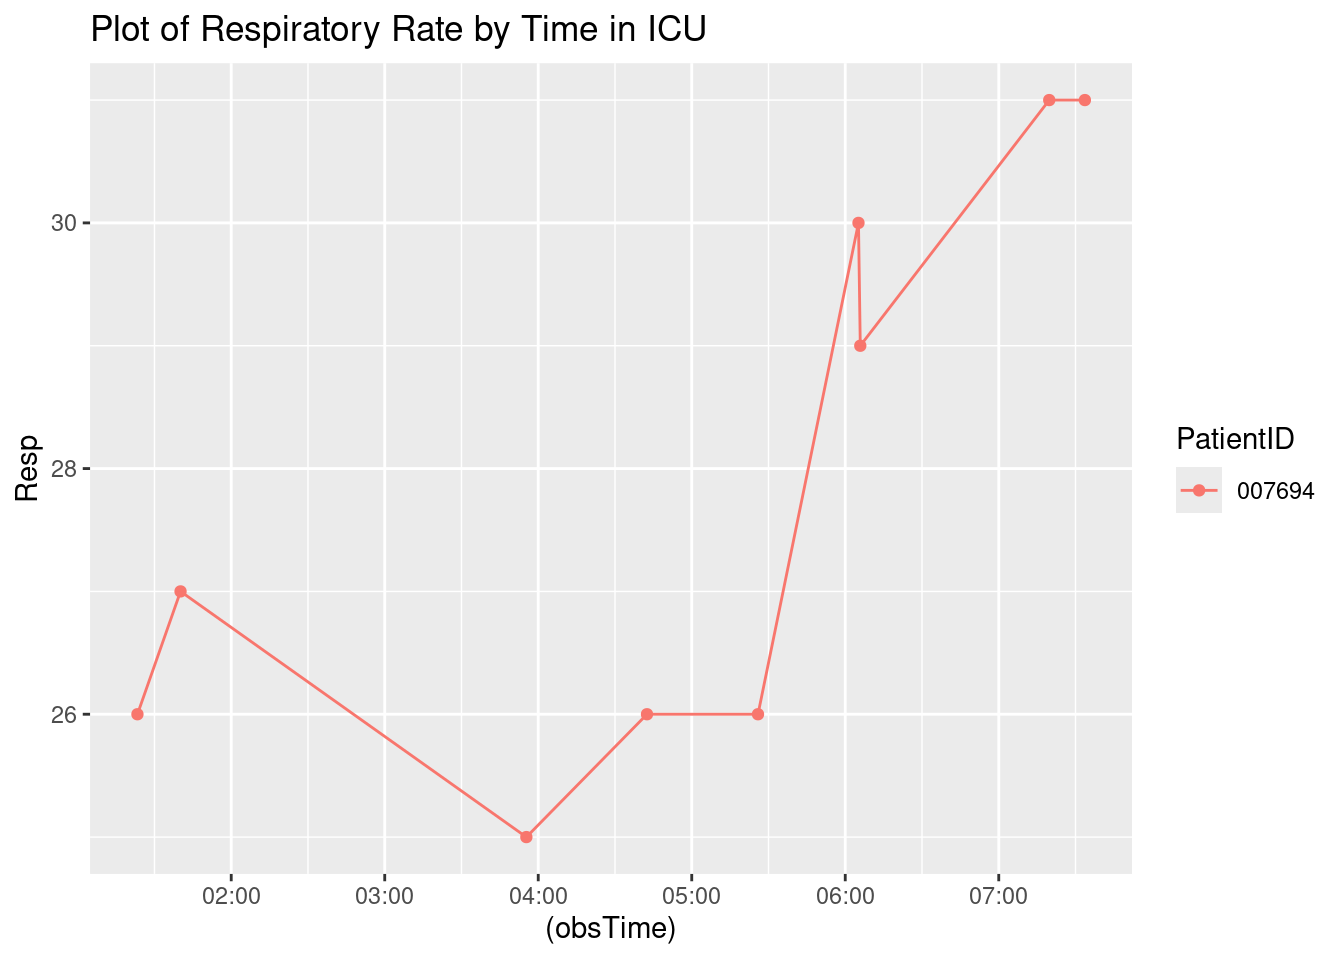 Plot of Respiratory Rate by Time in ICU
Resp
30
28
26
02:00 03:00 04:00 05:00 06:00 07:00
(obsTime)
PatientID
007694